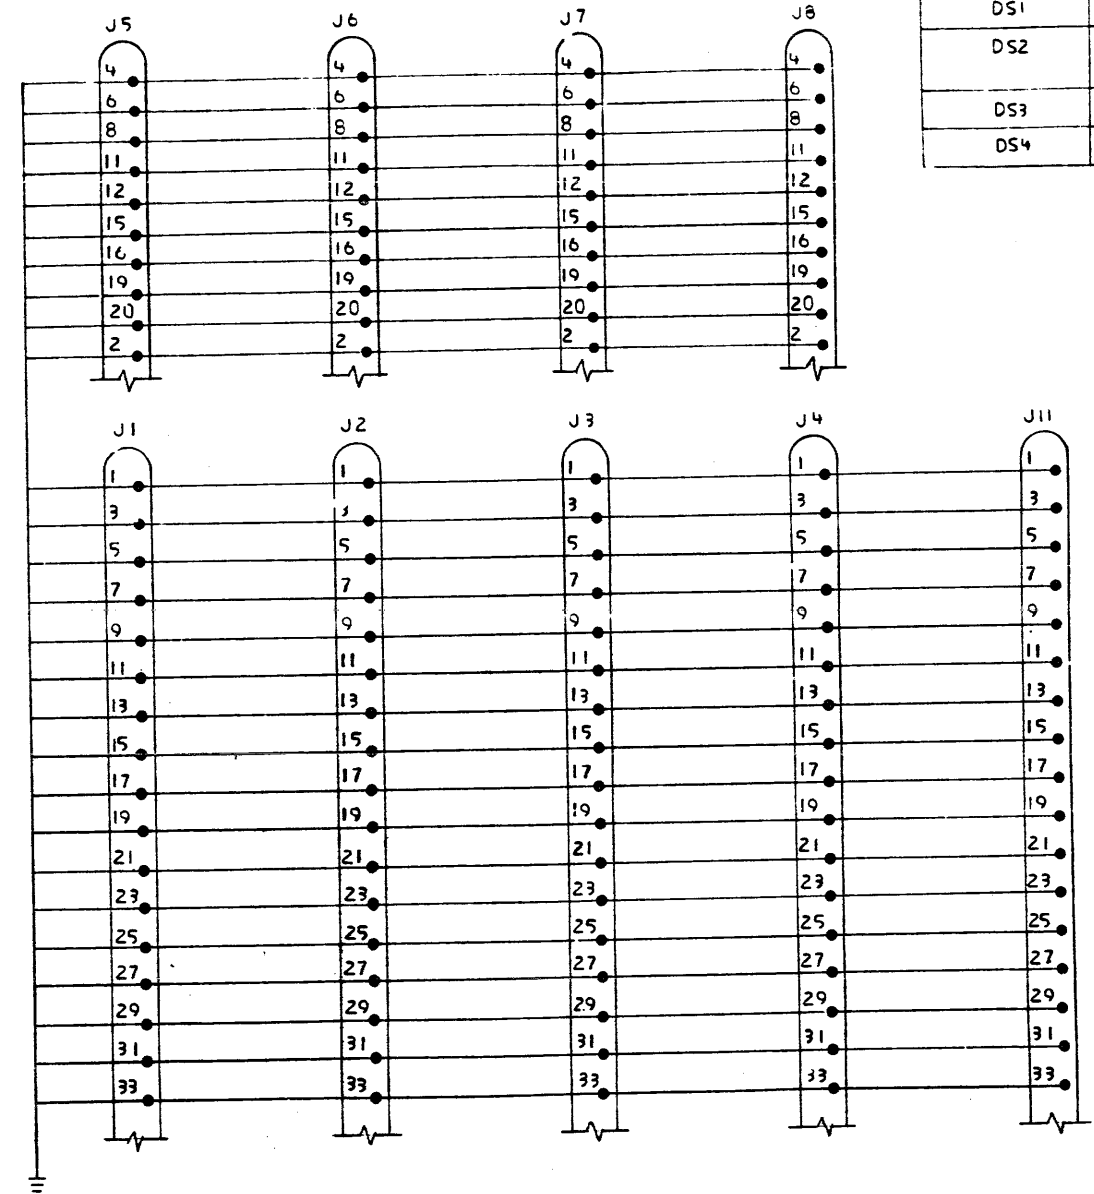 J5 J6 J7 J8 DS1
DS2
4 4 4 4
6 6 6 6
8 8 8 8 DS3
11 11 11 11 DS4
12 12 12 12
15 15 15 15
16 16 16 16
19 19 19 19
20 20 20 20
2 2 2 2
J1 J2 J3 J4 J11
1 1 1 1 1
3 3 3 3 3
5 5 5 5 5
7 7 7 7 7
9 9 9 9 9
11 11 11 11 11
13 13 13 13 13
15 15 15 15 15
17 17 17 17 17
19 19 19 19 19
21 21 21 21 21
23 23 23 23 23
25 25 25 25 25
27 27 27 27 27
29 29 29 29 29
31 31 31 31 31
33 33 33 33 33